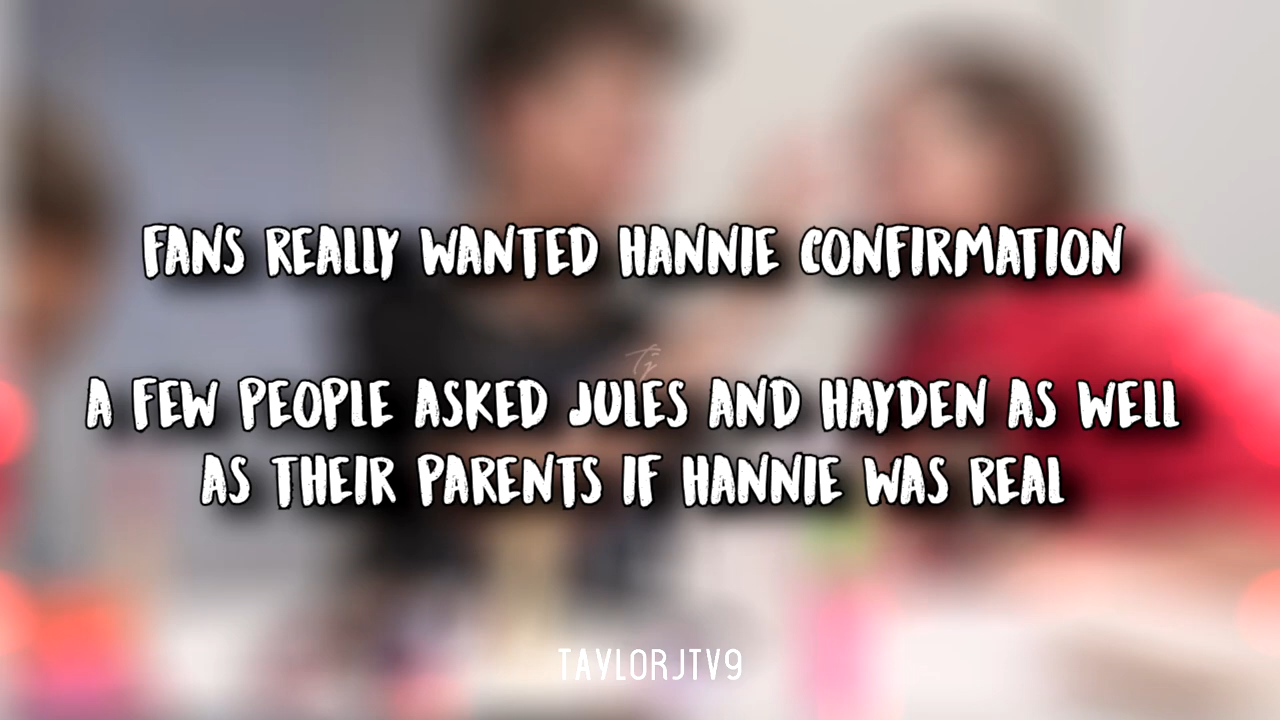 FANS REALLY WANTED HANNIE CONFIRMATION
Tj
A FEW PEOPLE ASKED JULES AND HAYDEN AS WELL
AS THEIR PARENTS IF HANNIE WAS REAL
TAYLORJTV9